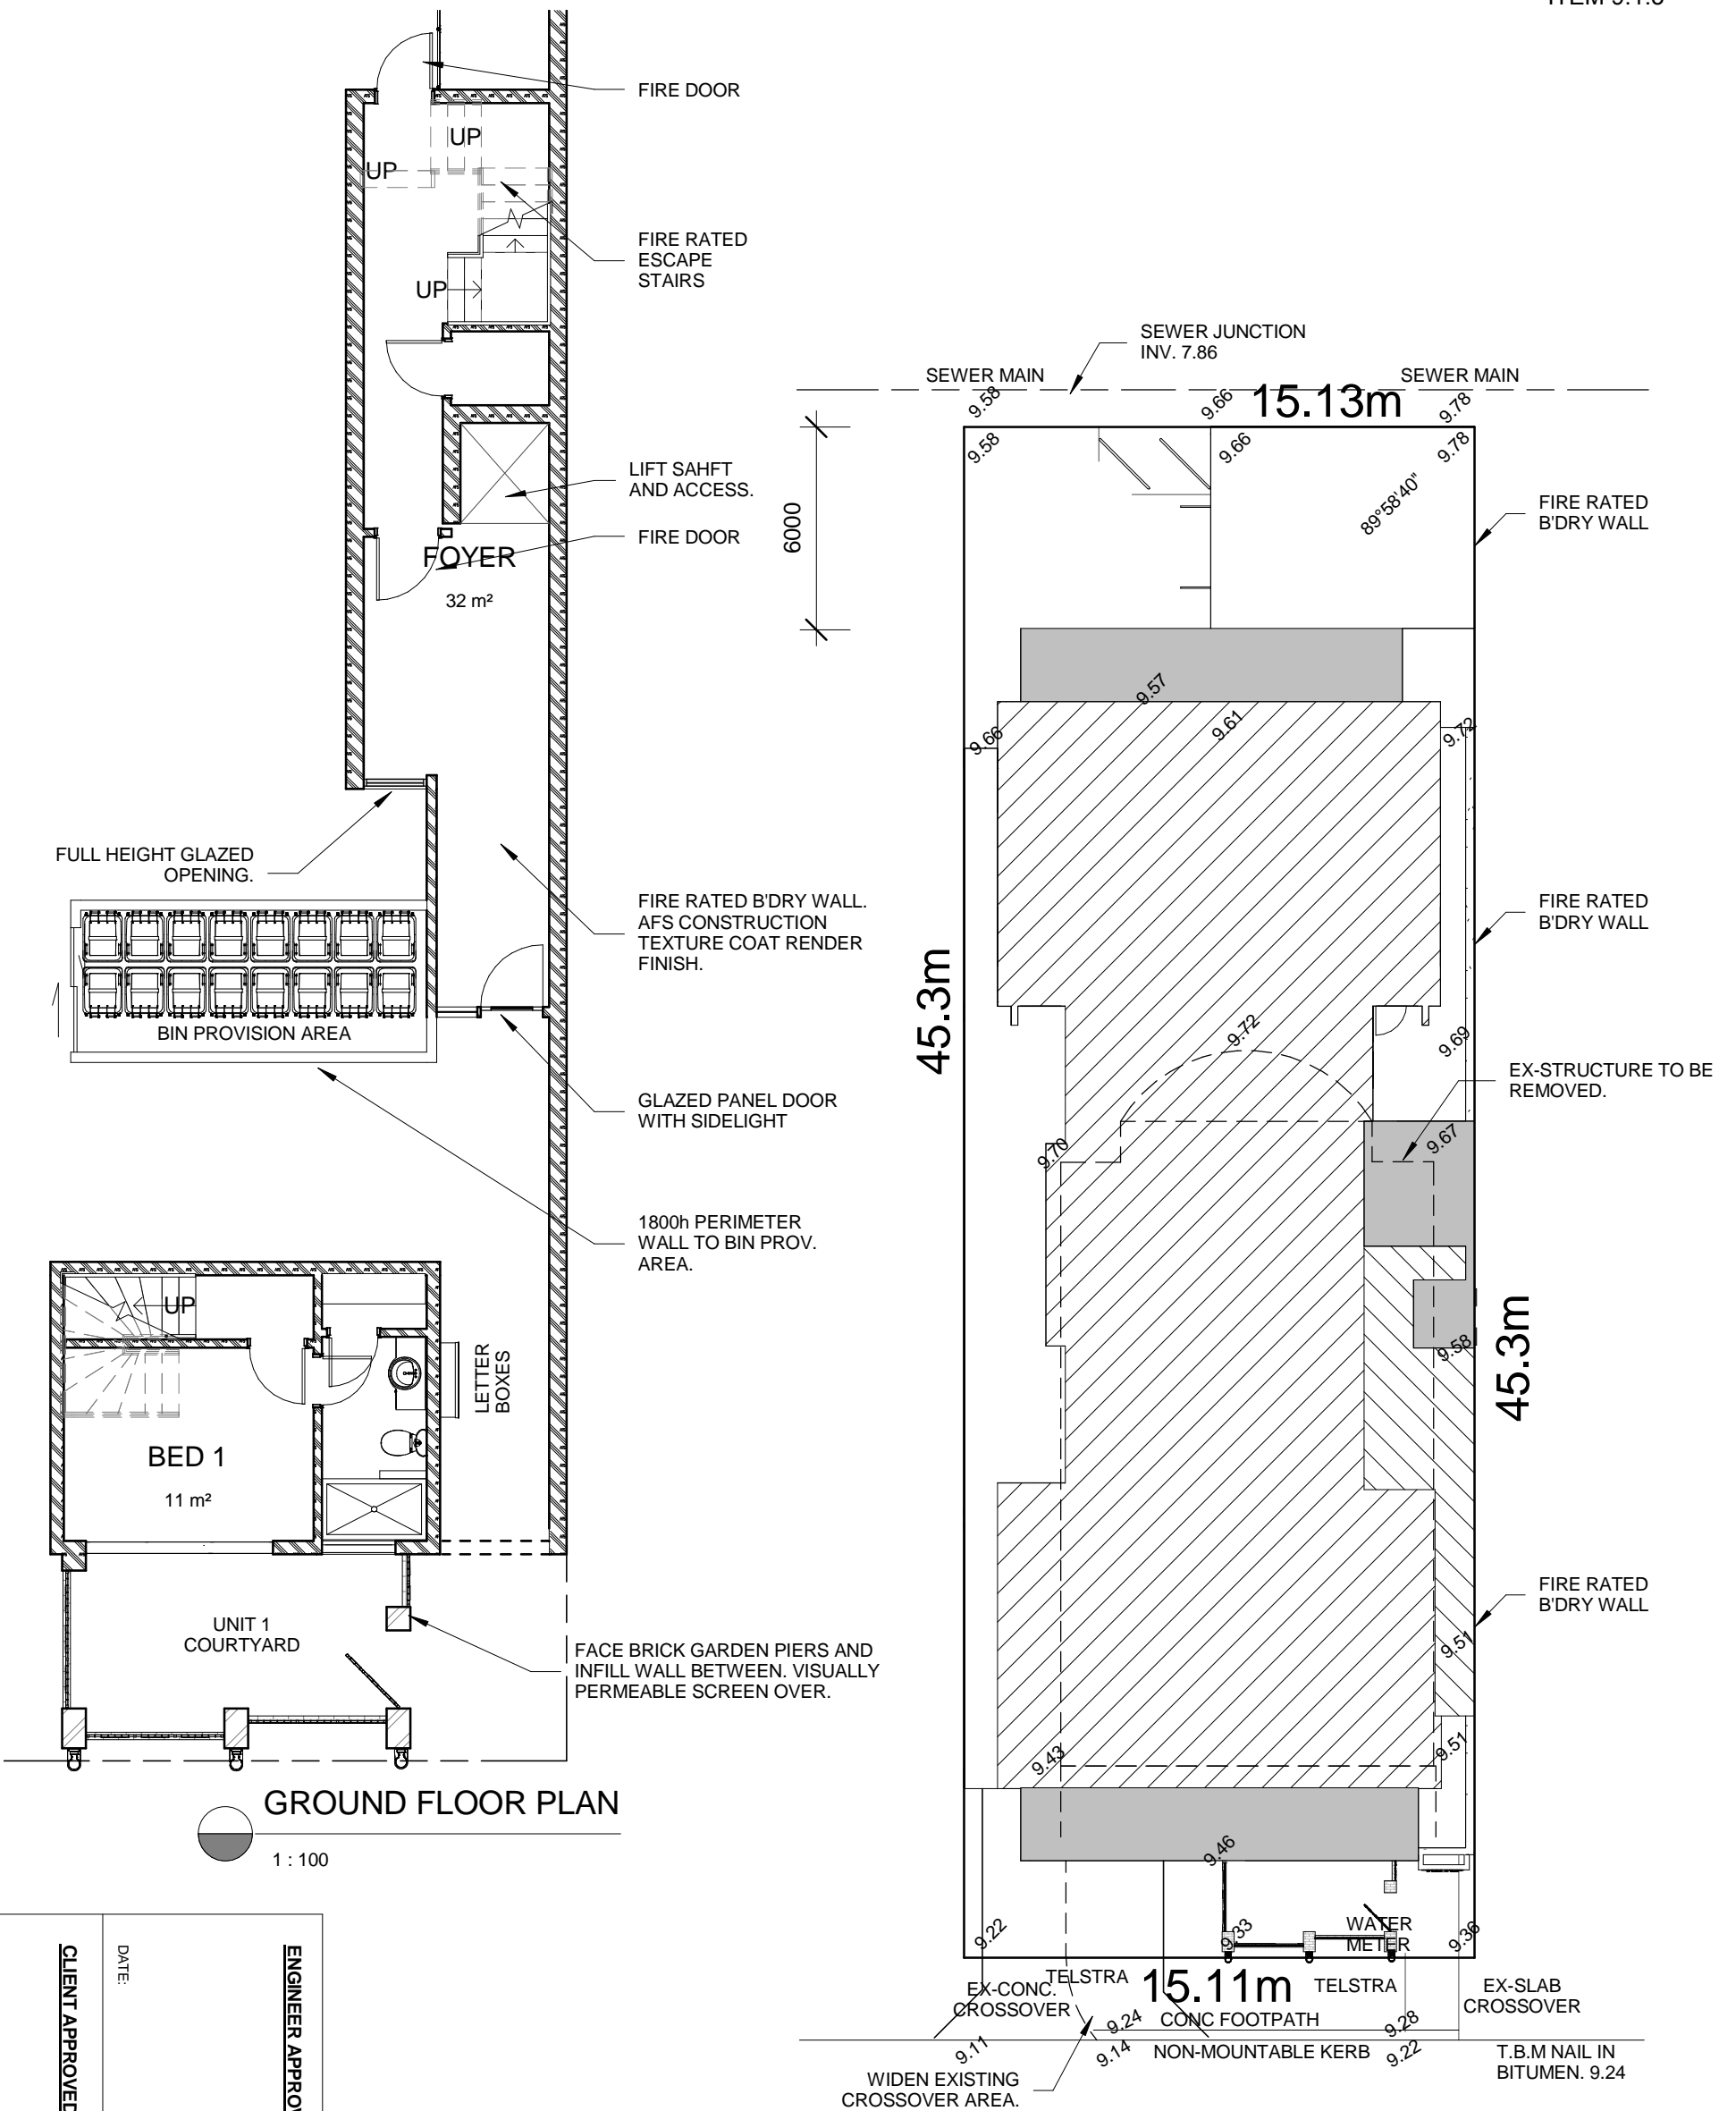 FIRE DOOR
UP
UP
FIRE RATED
ESCAPE
STAIRS
UP
LIFT SAHFT
AND ACCESS.
FIRE DOOR
FOYER
32 m²
FULL HEIGHT GLAZED
OPENING.
FIRE RATED B'DRY WALL.
AFS CONSTRUCTION
TEXTURE COAT RENDER
FINISH.
BIN PROVISION AREA
GLAZED PANEL DOOR
WITH SIDELIGHT
1800h PERIMETER
WALL TO BIN PROV.
AREA.
UP
LETTER
BOXES
BED 1
11 m²
UNIT 1
COURTYARD
FACE BRICK GARDEN PIERS AND
INFILL WALL BETWEEN. VISUALLY
PERMEABLE SCREEN OVER.
GROUND FLOOR PLAN
1 : 100
DATE:
SEWER JUNCTION
INV. 7.86
SEWER MAIN
SEWER MAIN
9.58
9.66
15.13m
9.78
9.58
9.66
9.78
89°58'40"
6000
FIRE RATED
B'DRY WALL
9.57
9.61
9.66
9.72
FIRE RATED
B'DRY WALL
45.3m
9.72
9.69
EX-STRUCTURE TO BE
REMOVED.
9.67
9.70
9.58
45.3m
FIRE RATED
B'DRY WALL
9.51
9.51
9.43
9.46
9.22
9.33
WATER
METER
9.36
TELSTRA
15.11m
TELSTRA
EX-CONC.
CROSSOVER
EX-SLAB
CROSSOVER
9.24
CONC FOOTPATH
9.28
9.11
9.14
NON-MOUNTABLE KERB
9.22
T.B.M NAIL IN
BITUMEN. 9.24
WIDEN EXISTING
CROSSOVER AREA.
CLIENT APPROVED
ENGINEER